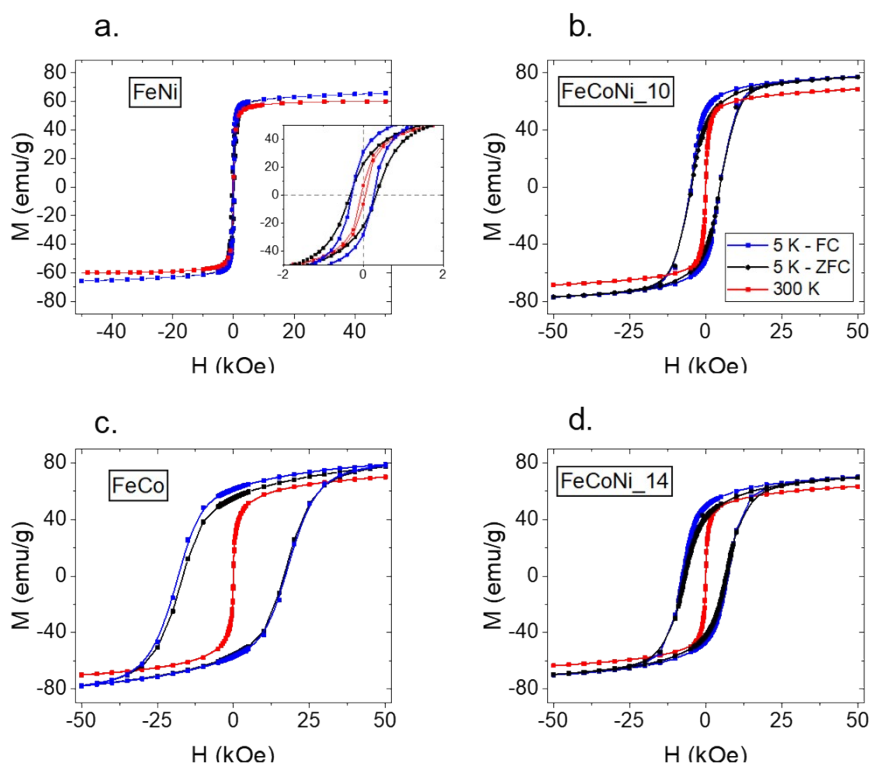 a.
80
60
40
20
0
-20
-40
-60
-80
M (emu/g)
FeNi
40
20
0
-20
-40
-2 0 2
-40 -20 0 20 40
H (kOe)
b.
80
40
0
-40
-80
M (emu/g)
FeCoNi_10
5 K - FC
5 K - ZFC
300 K
-50 -25 0 25 50
H (kOe)
c.
80
40
0
-40
-80
M (emu/g)
FeCo
-50 -25 0 25 50
H (kOe)
d.
80
40
0
-40
-80
M (emu/g)
FeCoNi_14
-50 -25 0 25 50
H (kOe)